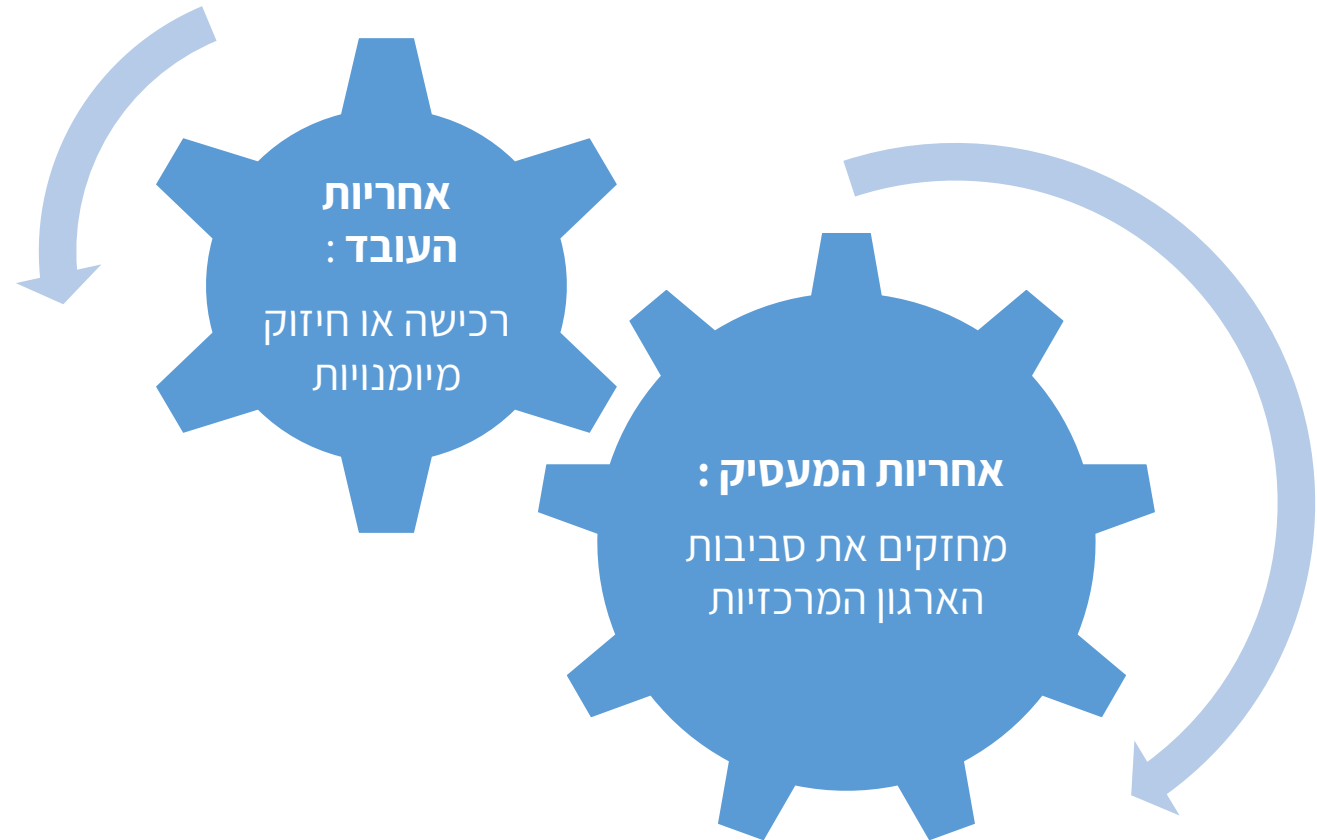 אחריות
העובד :
רכישה או חיזוק
מיומנויות
אחריות המעסיק :
מחזקים את סביבות
הארגון המרכזיות